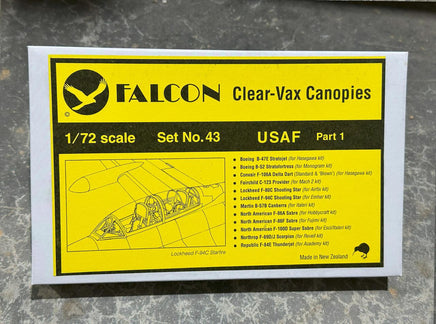 FALCON Clear-Vax Canopies
©
1/72 scale Set No. 43 USAF Part 1
• Boeing B-47E Stratojet (for Hasegawa kit)
• Boeing B-52 Stratofortress (for Monogram kit)
• Convair F-106A Delta Dart (Standard & 'Blown') (for Hasegawa kit)
• Fairchild C-123 Provider (for Mach 2 kit)
• Lockheed F-80C Shooting Star (for Airfix kit)
• Lockheed F-94C Shooting Star (for Emhar kit)
• Martin B-57B Canberra (for Italeri kit)
• North American F-86A Sabre (for Hobbycraft kit)
• North American F-86F Sabre (for Fujimi kit)
• North American F-100D Super Sabre (for Esci/Italeri kit)
• Northrop F-89D/J Scorpion (for Revell kit)
• Republic F-84E Thunderjet (for Academy kit)
Lockheed F-94C Starfire
Made in New Zealand